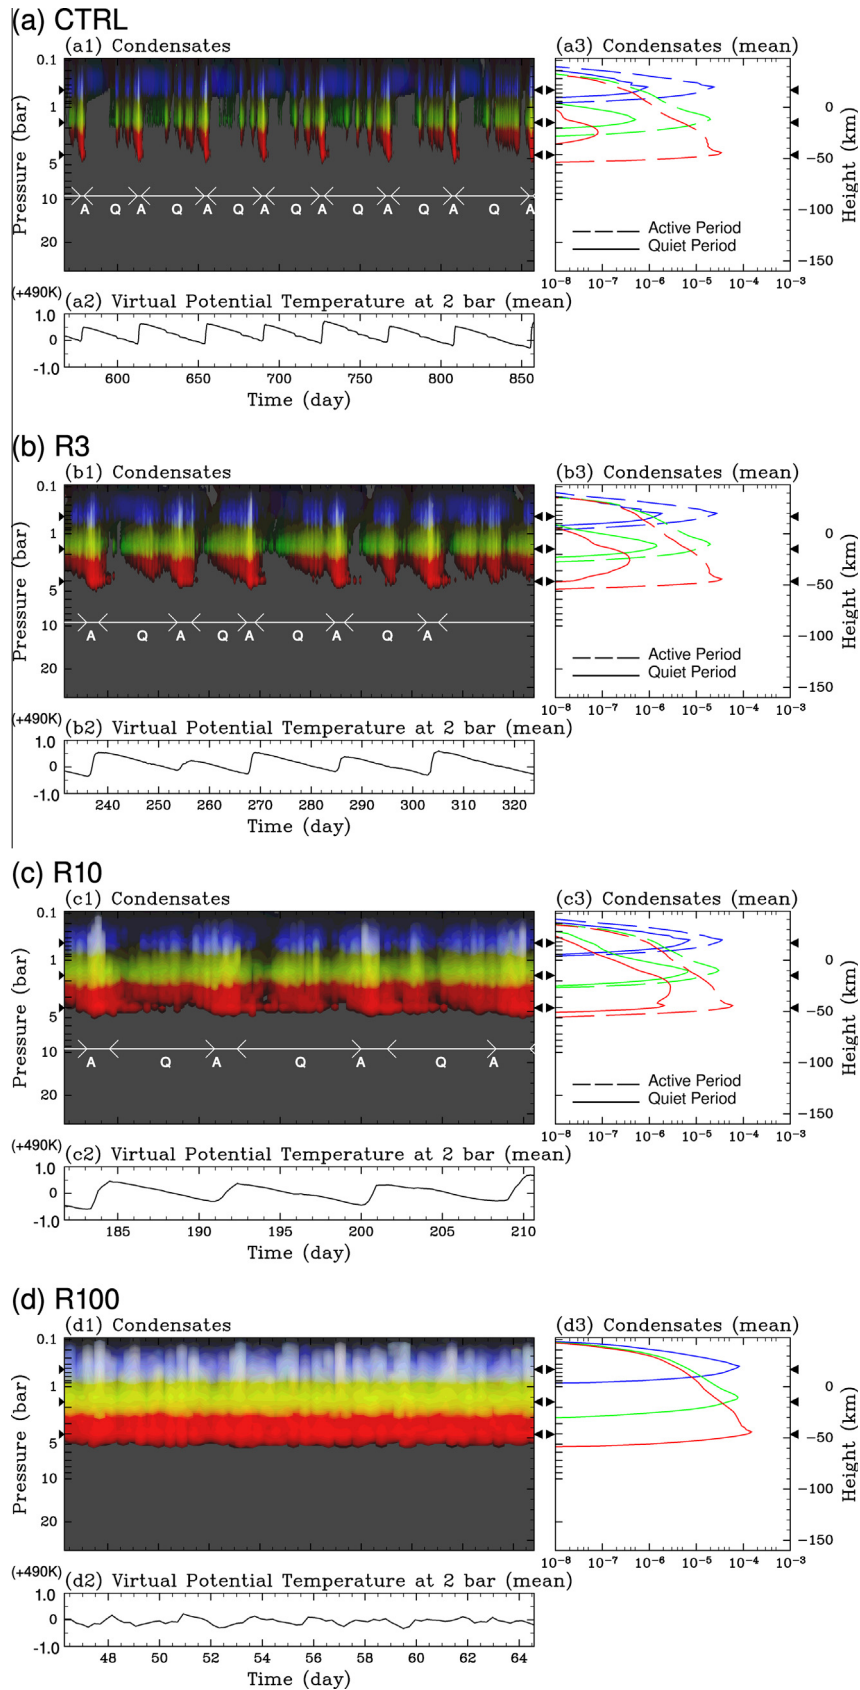 (a) CTRL
(a1) Condensates
(a3) Condensates (mean)
0.1
1
5
10
20
Pressure (bar)
A Q A Q A Q A Q A Q A Q A Q A
0
−50
−100
−150
Height (km)
Active Period
Quiet Period
10⁻⁸ 10⁻⁷ 10⁻⁶ 10⁻⁵ 10⁻⁴ 10⁻³
(+490K)
(a2) Virtual Potential Temperature at 2 bar (mean)
1.0
0
-1.0
600 650 700 750 800 850
Time (day)
(b) R3
(b1) Condensates
(b3) Condensates (mean)
0.1
1
5
10
20
Pressure (bar)
A Q A Q A Q A Q A
0
−50
−100
−150
Height (km)
Active Period
Quiet Period
10⁻⁸ 10⁻⁷ 10⁻⁶ 10⁻⁵ 10⁻⁴ 10⁻³
(+490K)
(b2) Virtual Potential Temperature at 2 bar (mean)
1.0
0
-1.0
240 250 260 270 280 290 300 310 320
Time (day)
(c) R10
(c1) Condensates
(c3) Condensates (mean)
0.1
1
5
10
20
Pressure (bar)
A Q A Q A Q A
0
−50
−100
−150
Height (km)
Active Period
Quiet Period
10⁻⁸ 10⁻⁷ 10⁻⁶ 10⁻⁵ 10⁻⁴ 10⁻³
(+490K)
(c2) Virtual Potential Temperature at 2 bar (mean)
1.0
0
-1.0
185 190 195 200 205 210
Time (day)
(d) R100
(d1) Condensates
(d3) Condensates (mean)
0.1
1
5
10
20
Pressure (bar)
0
−50
−100
−150
Height (km)
10⁻⁸ 10⁻⁷ 10⁻⁶ 10⁻⁵ 10⁻⁴ 10⁻³
(+490K)
(d2) Virtual Potential Temperature at 2 bar (mean)
1.0
0
-1.0
48 50 52 54 56 58 60 62 64
Time (day)